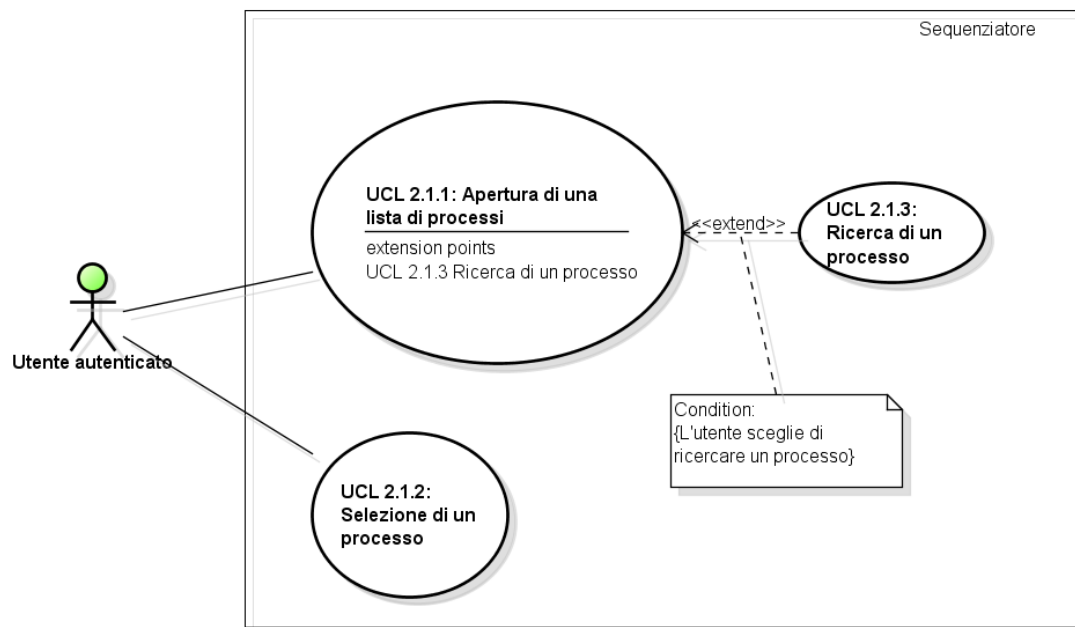 Sequenziatore
UCL 2.1.1: Apertura di una
lista di processi
extension points
UCL 2.1.3 Ricerca di un processo
<<extend>>
UCL 2.1.3:
Ricerca di un
processo
Utente autenticato
Condition:
{L'utente sceglie di
ricercare un processo}
UCL 2.1.2:
Selezione di un
processo